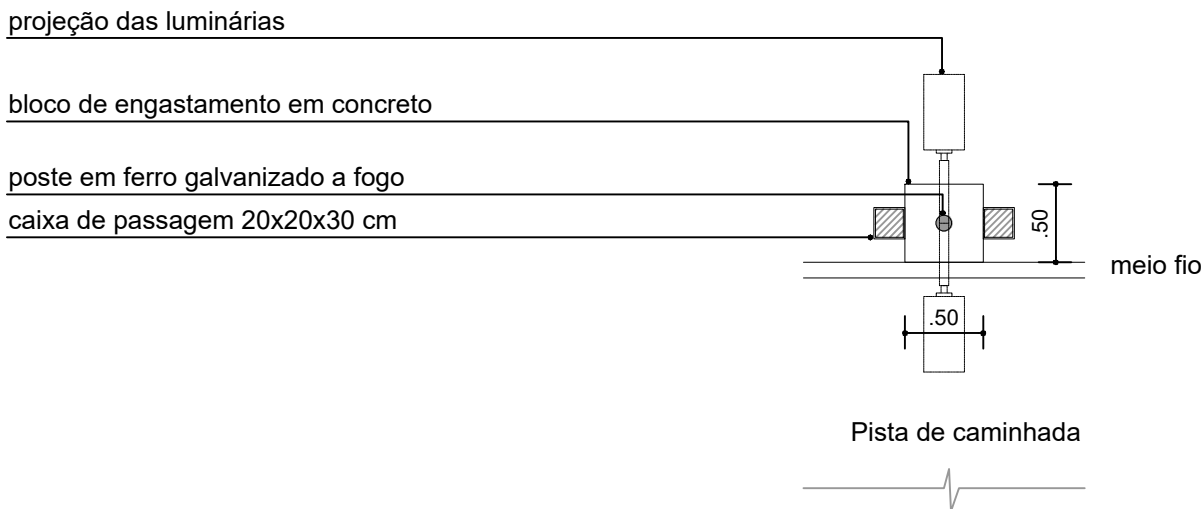 projeção das luminárias
bloco de engastamento em concreto
poste em ferro galvanizado a fogo
caixa de passagem 20x20x30 cm
.50
meio fio
.50
Pista de caminhada